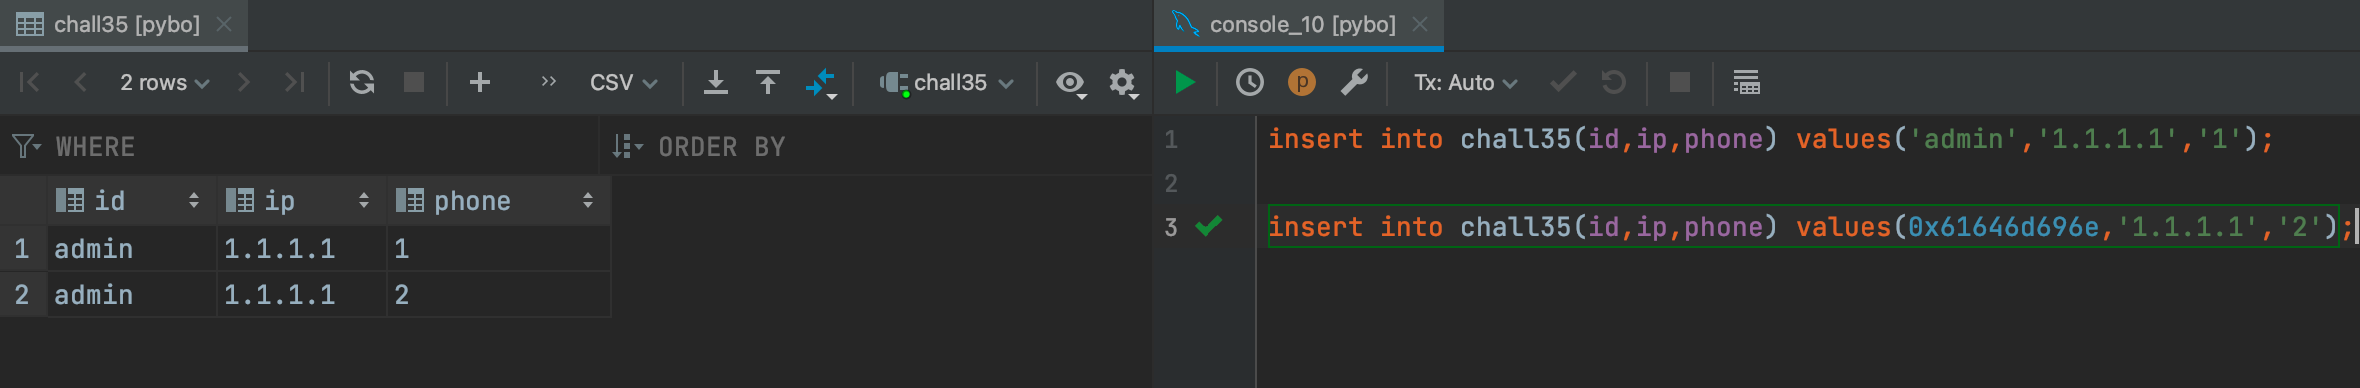 chall35 [pybo]
2 rows
CSV
chall35
WHERE
ORDER BY
id ip phone
1 admin 1.1.1.1 1
2 admin 1.1.1.1 2
console_10 [pybo]
p
Tx: Auto
1 insert into chall35(id,ip,phone) values('admin','1.1.1.1','1');
2
3 insert into chall35(id,ip,phone) values(0x61646d696e,'1.1.1.1','2');